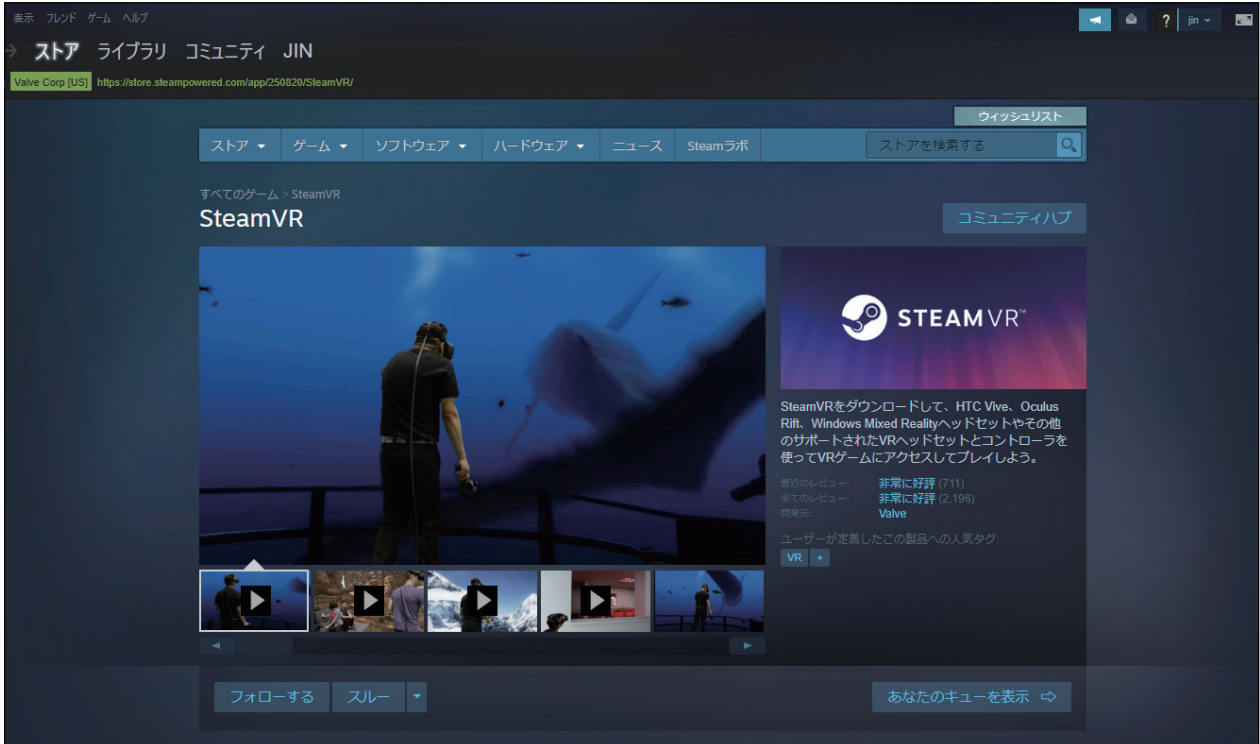 表示 フレンド ゲーム ヘルプ
? jin
ストア ライブラリ コミュニティ JIN
Valve Corp [US] https://store.steampowered.com/app/250820/SteamVR/
ウィッシュリスト
ストア ゲーム ソフトウェア ハードウェア ニュース Steamラボ ストアを検索する
すべてのゲーム > SteamVR
SteamVR
コミュニティハブ
STEAMVR™
SteamVRをダウンロードして、HTC Vive、Oculus
Rift、Windows Mixed Realityヘッドセットやその他
のサポートされたVRヘッドセットとコントローラを
使ってVRゲームにアクセスしてプレイしよう。
最近のレビュー: 非常に好評 (711)
全てのレビュー: 非常に好評 (2,196)
開発元: Valve
ユーザーが定義したこの製品への人気タグ:
VR +
フォローする スルー あなたのキューを表示 ⇨